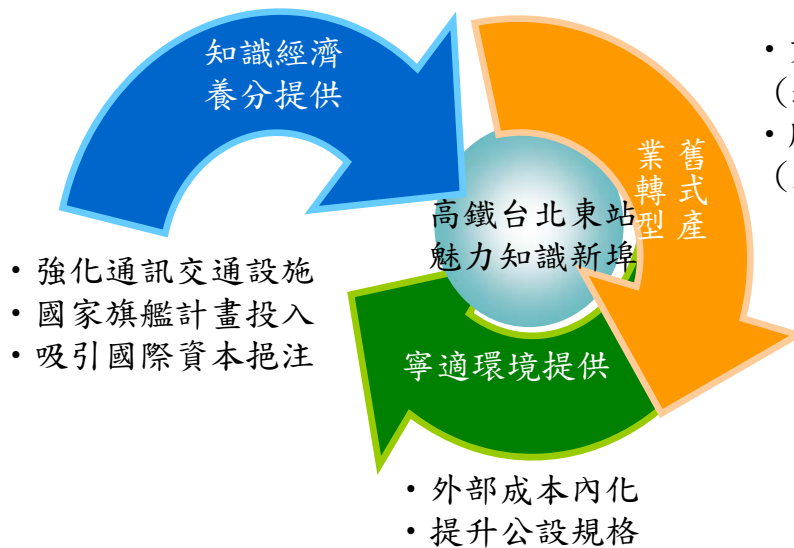 知識經濟
養分提供
舊式產
業轉型
高鐵台北東站
魅力知識新埠
・強化通訊交通設施
・國家旗艦計畫投入
・吸引國際資本挹注
寧適環境提供
・外部成本內化
・提升公設規格